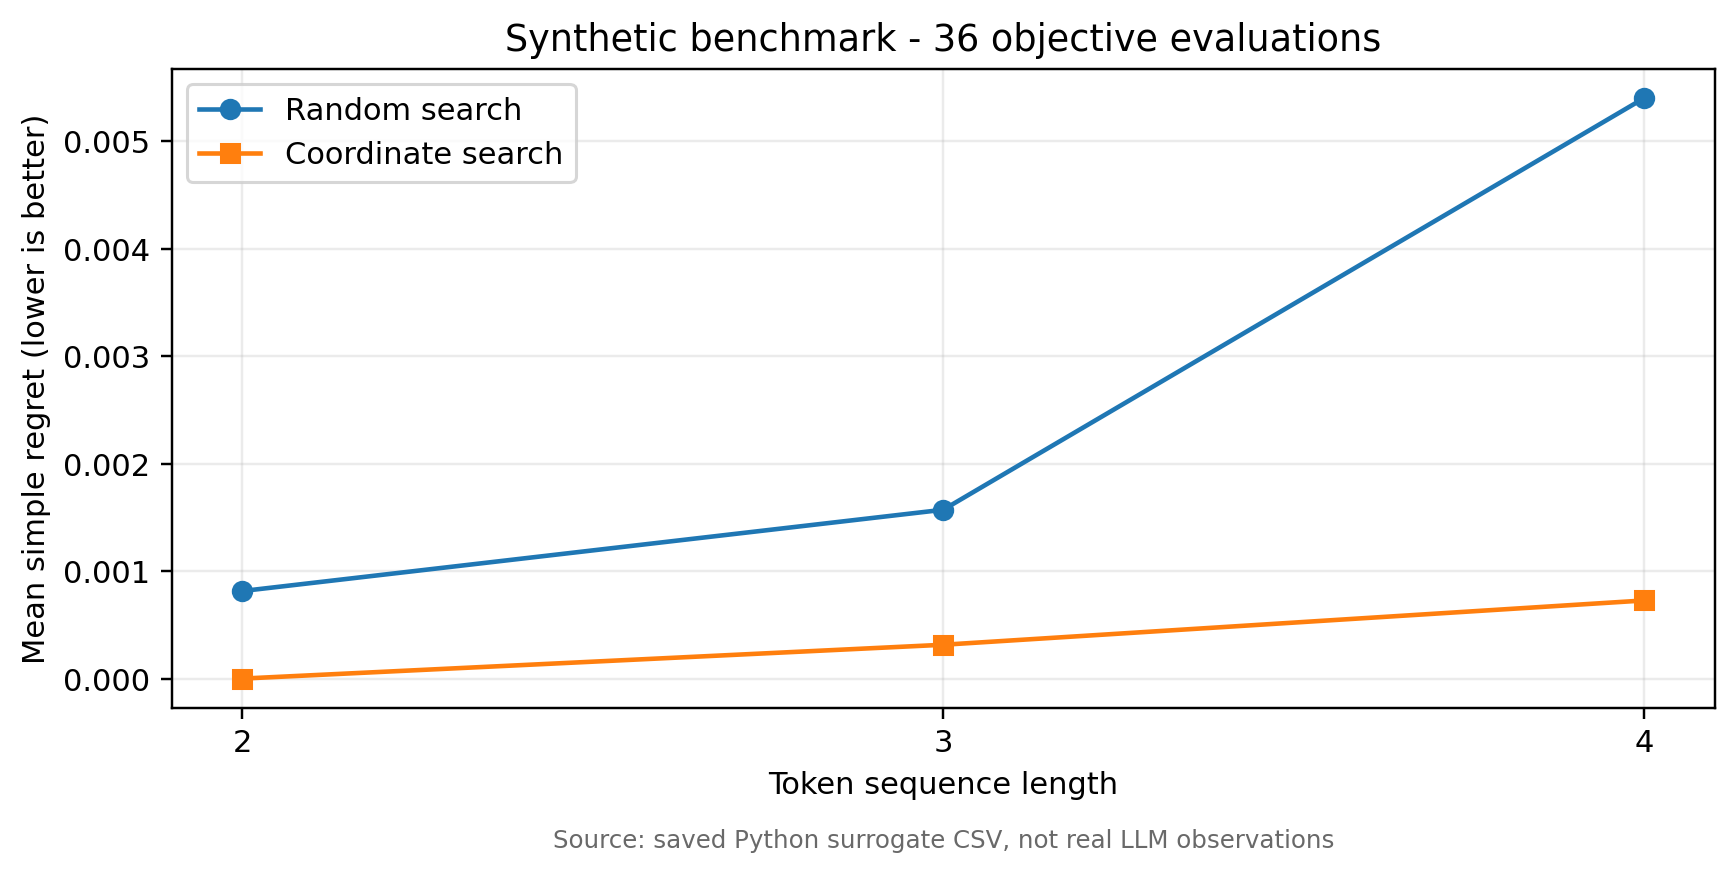 Synthetic benchmark - 36 objective evaluations
Random search
Coordinate search
Mean simple regret (lower is better)
0.005
0.004
0.003
0.002
0.001
0.000
2 3 4
Token sequence length
Source: saved Python surrogate CSV, not real LLM observations